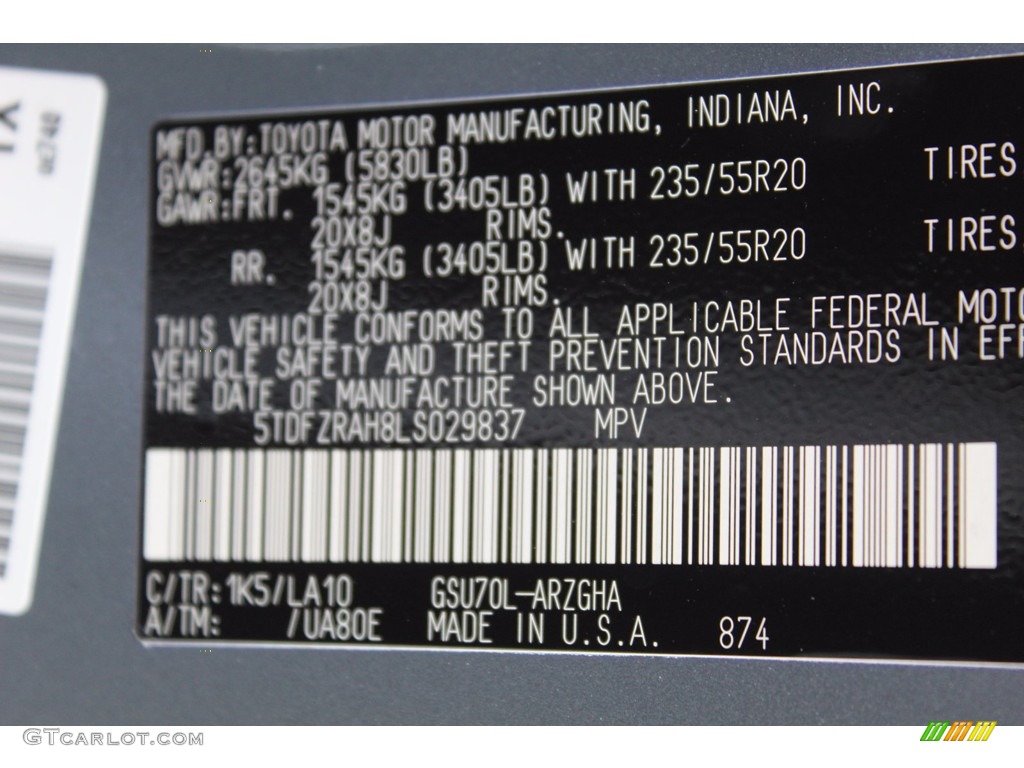 MFD.BY:TOYOTA MOTOR MANUFACTURING, INDIANA, INC.
GVWR:2645KG (5830LB)
GAWR:FRT. 1545KG (3405LB) WITH 235/55R20 TIRES
20X8J RIMS.
RR. 1545KG (3405LB) WITH 235/55R20 TIRES
20X8J RIMS.
THIS VEHICLE CONFORMS TO ALL APPLICABLE FEDERAL MOTO
VEHICLE SAFETY AND THEFT PREVENTION STANDARDS IN EFF
THE DATE OF MANUFACTURE SHOWN ABOVE.
5TDFZRAH8LS029837 MPV
C/TR:1K5/LA10 GSU70L-ARZGHA
A/TM: /UA80E MADE IN U.S.A. 874
GTCARLOT.COM